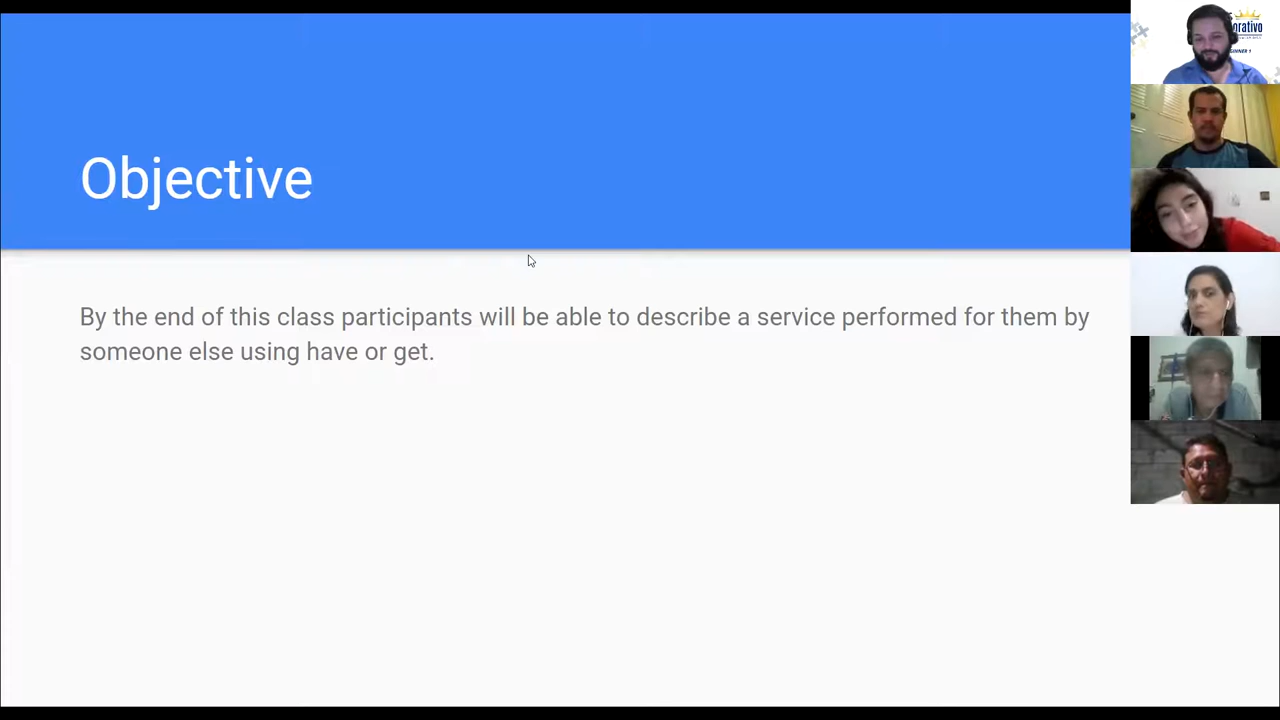 Objective
By the end of this class participants will be able to describe a service performed for them by
someone else using have or get.
orativo